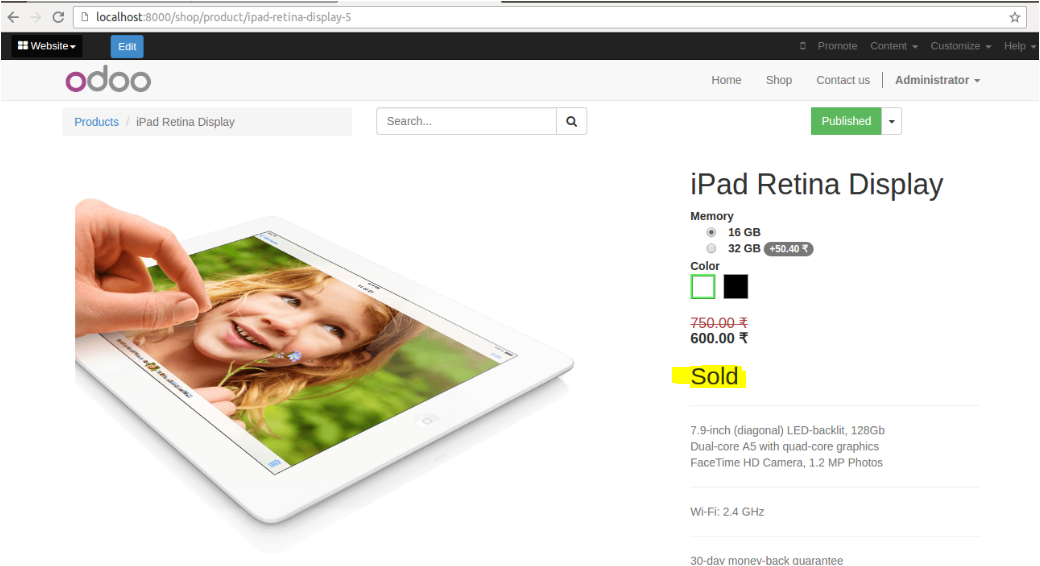 localhost:8000/shop/product/ipad-retina-display-5
Website Edit Promote Content Customize Help
odoo Home Shop Contact us Administrator
Products / iPad Retina Display Search... Published
iPad Retina Display
Memory
16 GB
32 GB +50.40 ₹
Color
750.00 ₹
600.00 ₹
Sold
7.9-inch (diagonal) LED-backlit, 128Gb
Dual-core A5 with quad-core graphics
FaceTime HD Camera, 1.2 MP Photos
Wi-Fi: 2.4 GHz
30-day money-back guarantee